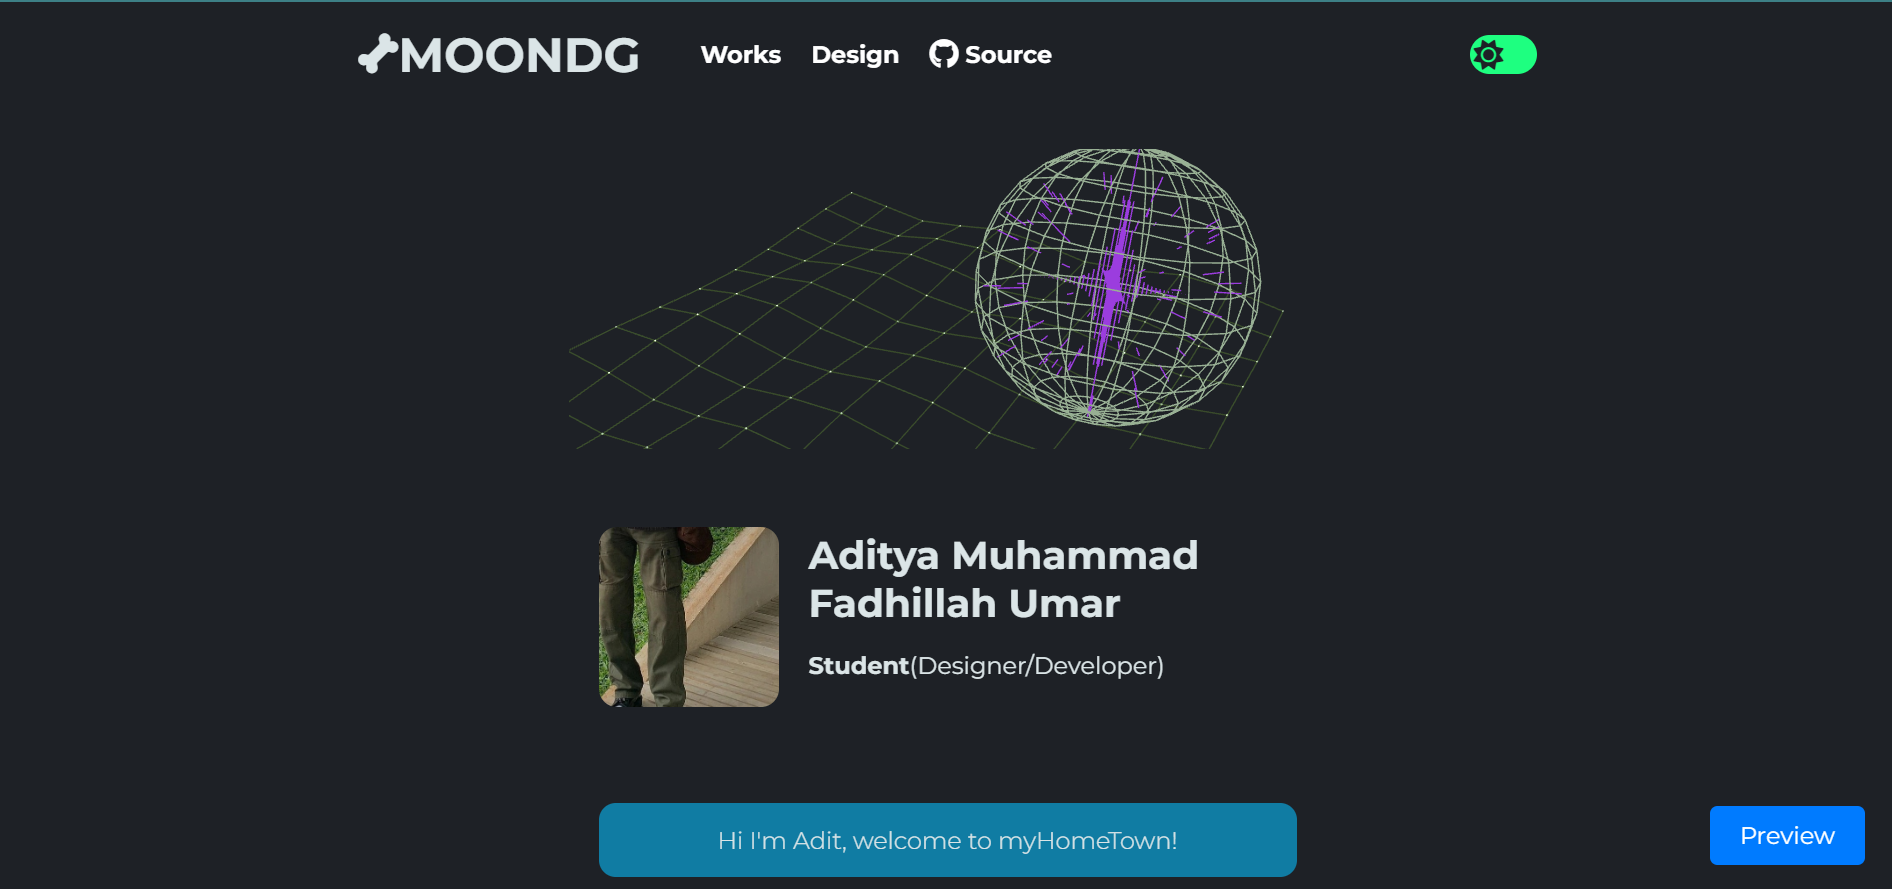 MOONDG
Works Design Source
Aditya Muhammad
Fadhillah Umar
Student(Designer/Developer)
Hi I'm Adit, welcome to myHomeTown!
Preview